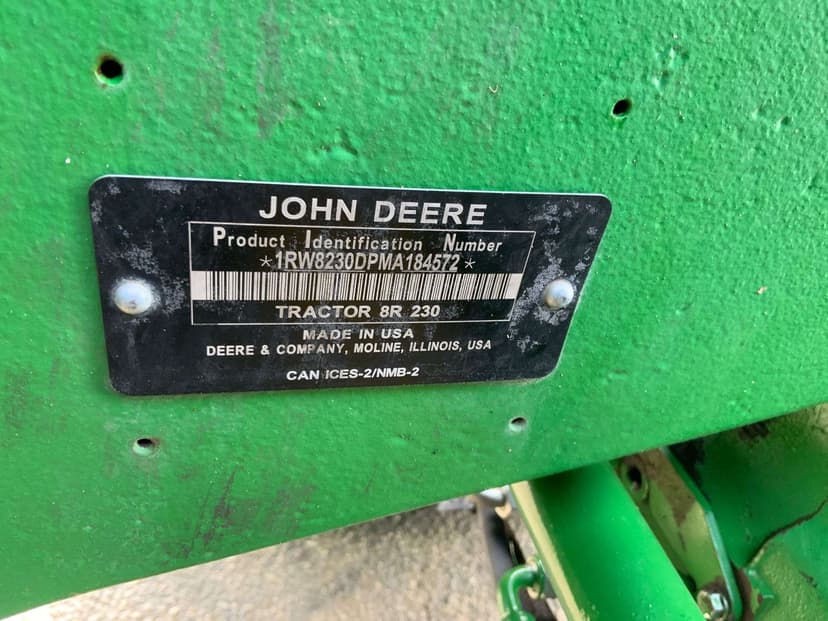 JOHN DEERE
Product Identification Number
*1RW8230DPMA184572*
TRACTOR 8R 230
MADE IN USA
DEERE & COMPANY, MOLINE, ILLINOIS, USA
CAN ICES-2/NMB-2